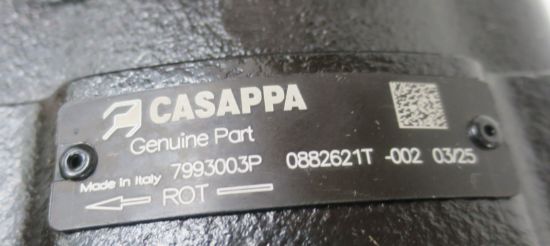 CASAPPA
Genuine Part
7993003P 0882621T -002 03/25
Made in Italy
ROT